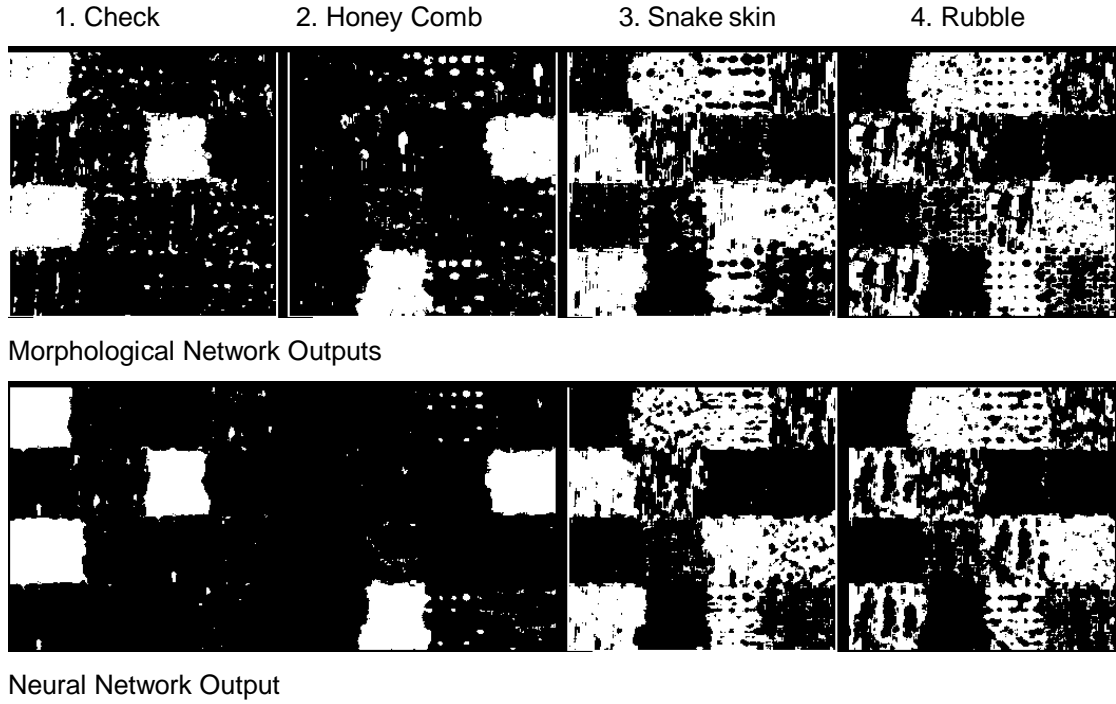 1. Check 2. Honey Comb 3. Snake skin 4. Rubble
Morphological Network Outputs
Neural Network Output